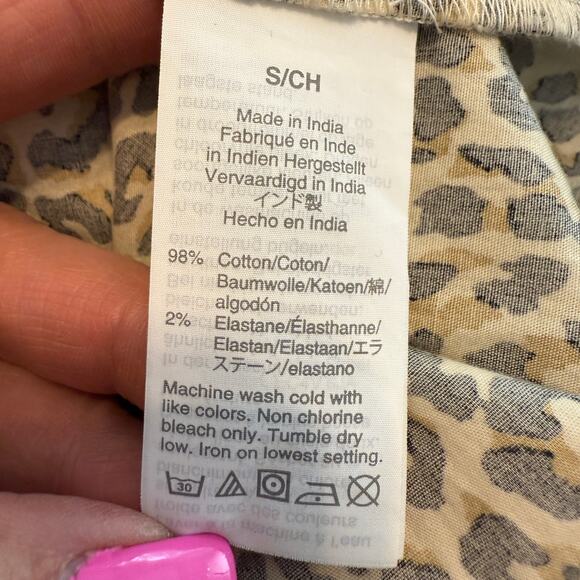 S/CH
Made in India
Fabriqué en Inde
in Indien Hergestellt
Vervaardigd in India
インド製
Hecho en India
98% Cotton/Coton/
Baumwolle/Katoen/綿/
algodón
2% Elastane/Élasthanne/
Elastan/Elastaan/エラ
ステーン/elastano
Machine wash cold with
like colors. Non chlorine
bleach only. Tumble dry
low. Iron on lowest setting.
30